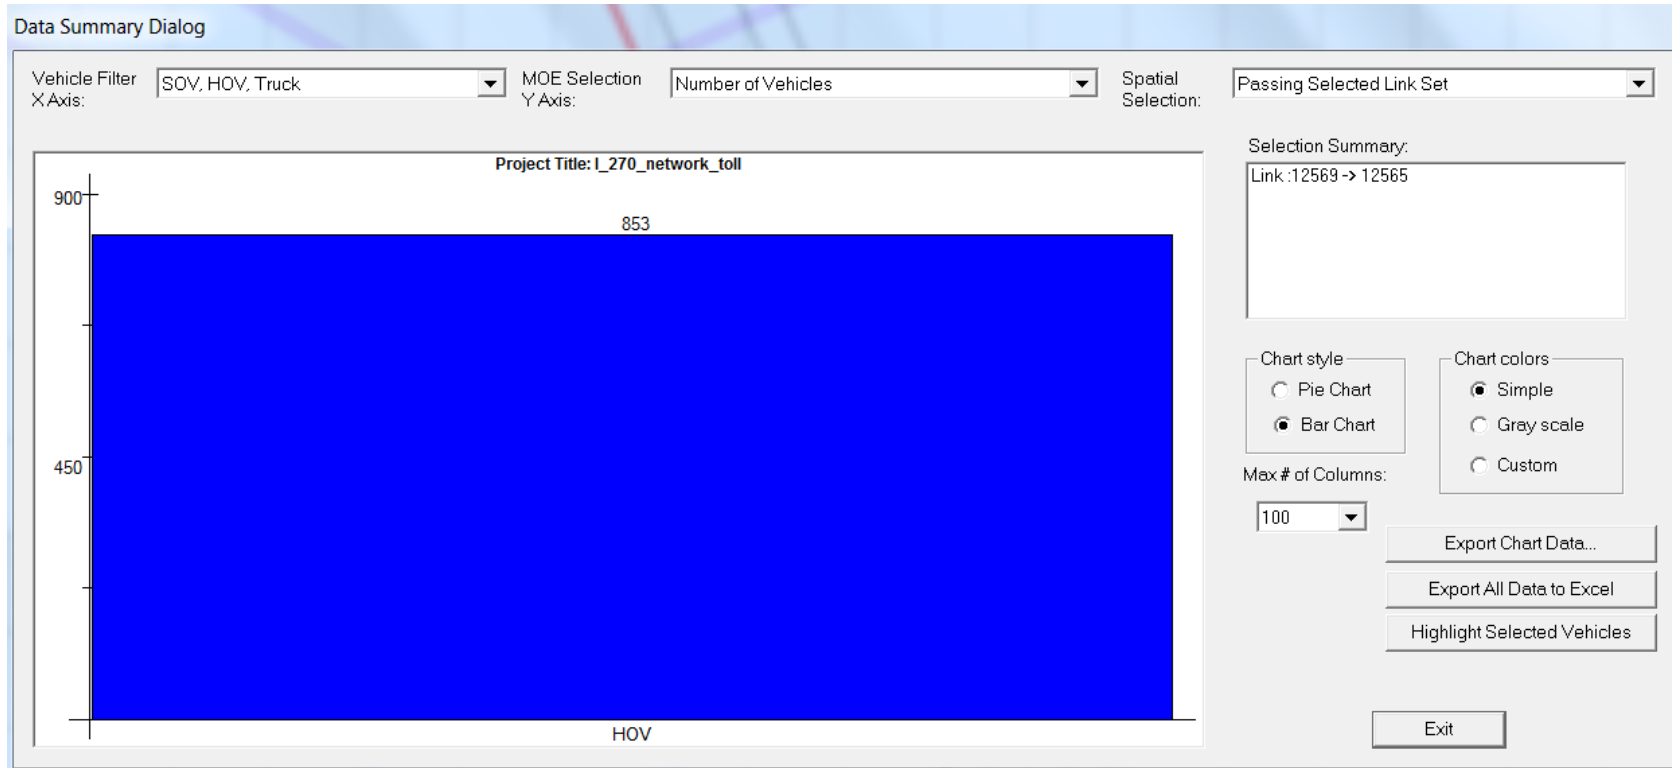 Data Summary Dialog
Vehicle Filter
X Axis:
SOV, HOV, Truck
MOE Selection
Y Axis:
Number of Vehicles
Spatial
Selection:
Passing Selected Link Set
Project Title: I_270_network_toll
900
853
450
HOV
Selection Summary:
Link :12569 -> 12565
Chart style
Pie Chart
Bar Chart
Chart colors
Simple
Gray scale
Custom
Max # of Columns:
100
Export Chart Data...
Export All Data to Excel
Highlight Selected Vehicles
Exit